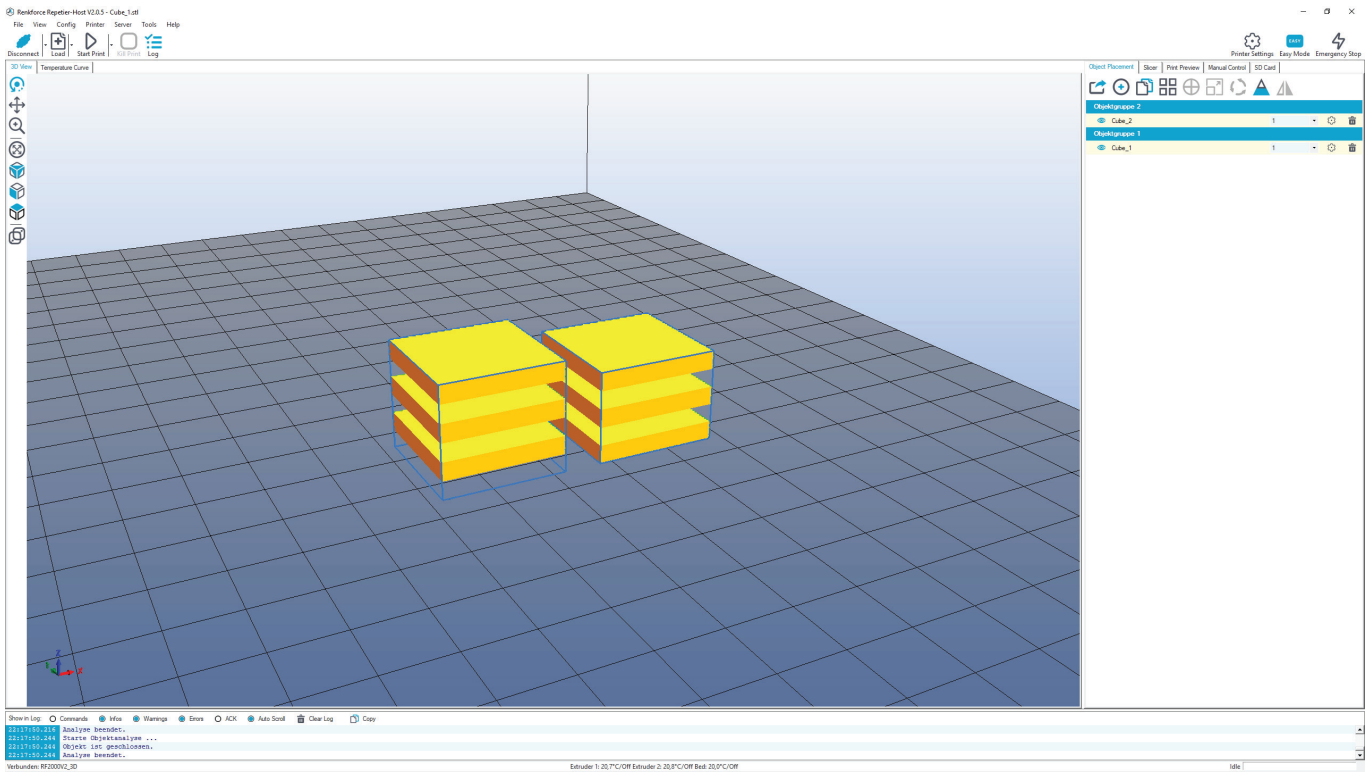 Renkforce Repetier-Host V2.0.5 - Cube_1.stl
File View Config Printer Server Tools Help
Disconnect Load Start Print Kill Print Log
Printer Settings Easy Mode Emergency Stop
EASY
3D View Temperature Curve
Object Placement Slicer Print Preview Manual Control SD Card
Objektgruppe 2
Cube_2 1
Objektgruppe 1
Cube_1 1
Z
Y
X
Show in Log: Commands Infos Warnings Errors ACK Auto Scroll Clear Log Copy
22:17:50.216 Analyse beendet.
22:17:50.244 Starte Objektanalyse ...
22:17:50.244 Objekt ist geschlossen.
22:17:50.244 Analyse beendet.
Verbunden: RF2000V2_3D
Extruder 1: 20,7°C/Off Extruder 2: 20,8°C/Off Bed: 20,0°C/Off
Idle